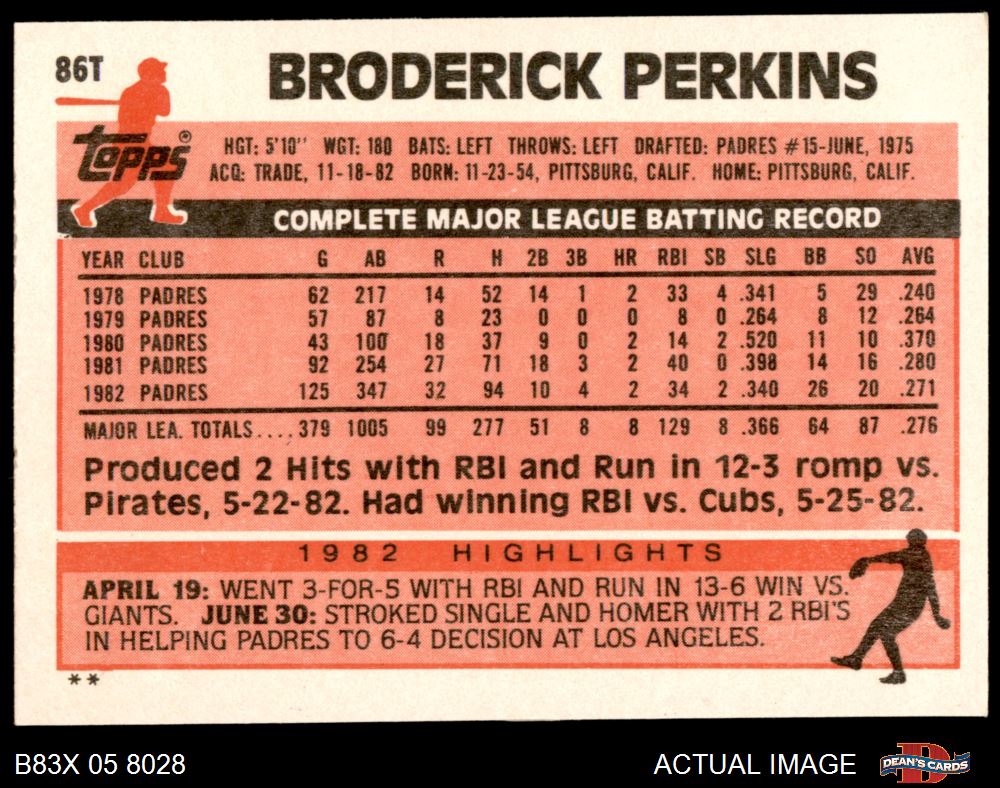 86T
BRODERICK PERKINS
topps®
HGT: 5'10" WGT: 180 BATS: LEFT THROWS: LEFT DRAFTED: PADRES #15-JUNE, 1975
ACQ: TRADE, 11-18-82 BORN: 11-23-54, PITTSBURG, CALIF. HOME: PITTSBURG, CALIF.
COMPLETE MAJOR LEAGUE BATTING RECORD
YEAR CLUB G AB R H 2B 3B HR RBI SB SLG BB SO AVG
1978 PADRES 62 217 14 52 14 1 2 33 4 .341 5 29 .240
1979 PADRES 57 87 8 23 0 0 0 8 0 .264 8 12 .264
1980 PADRES 43 100 18 37 9 0 2 14 2 .520 11 10 .370
1981 PADRES 92 254 27 71 18 3 2 40 0 .398 14 16 .280
1982 PADRES 125 347 32 94 10 4 2 34 2 .340 26 20 .271
MAJOR LEA. TOTALS.... 379 1005 99 277 51 8 8 129 8 .366 64 87 .276
Produced 2 Hits with RBI and Run in 12-3 romp vs.
Pirates, 5-22-82. Had winning RBI vs. Cubs, 5-25-82.
1982 HIGHLIGHTS
APRIL 19: WENT 3-FOR-5 WITH RBI AND RUN IN 13-6 WIN VS.
GIANTS. JUNE 30: STROKED SINGLE AND HOMER WITH 2 RBI'S
IN HELPING PADRES TO 6-4 DECISION AT LOS ANGELES.
**
B83X 05 8028
ACTUAL IMAGE
D
DEAN'S CARDS